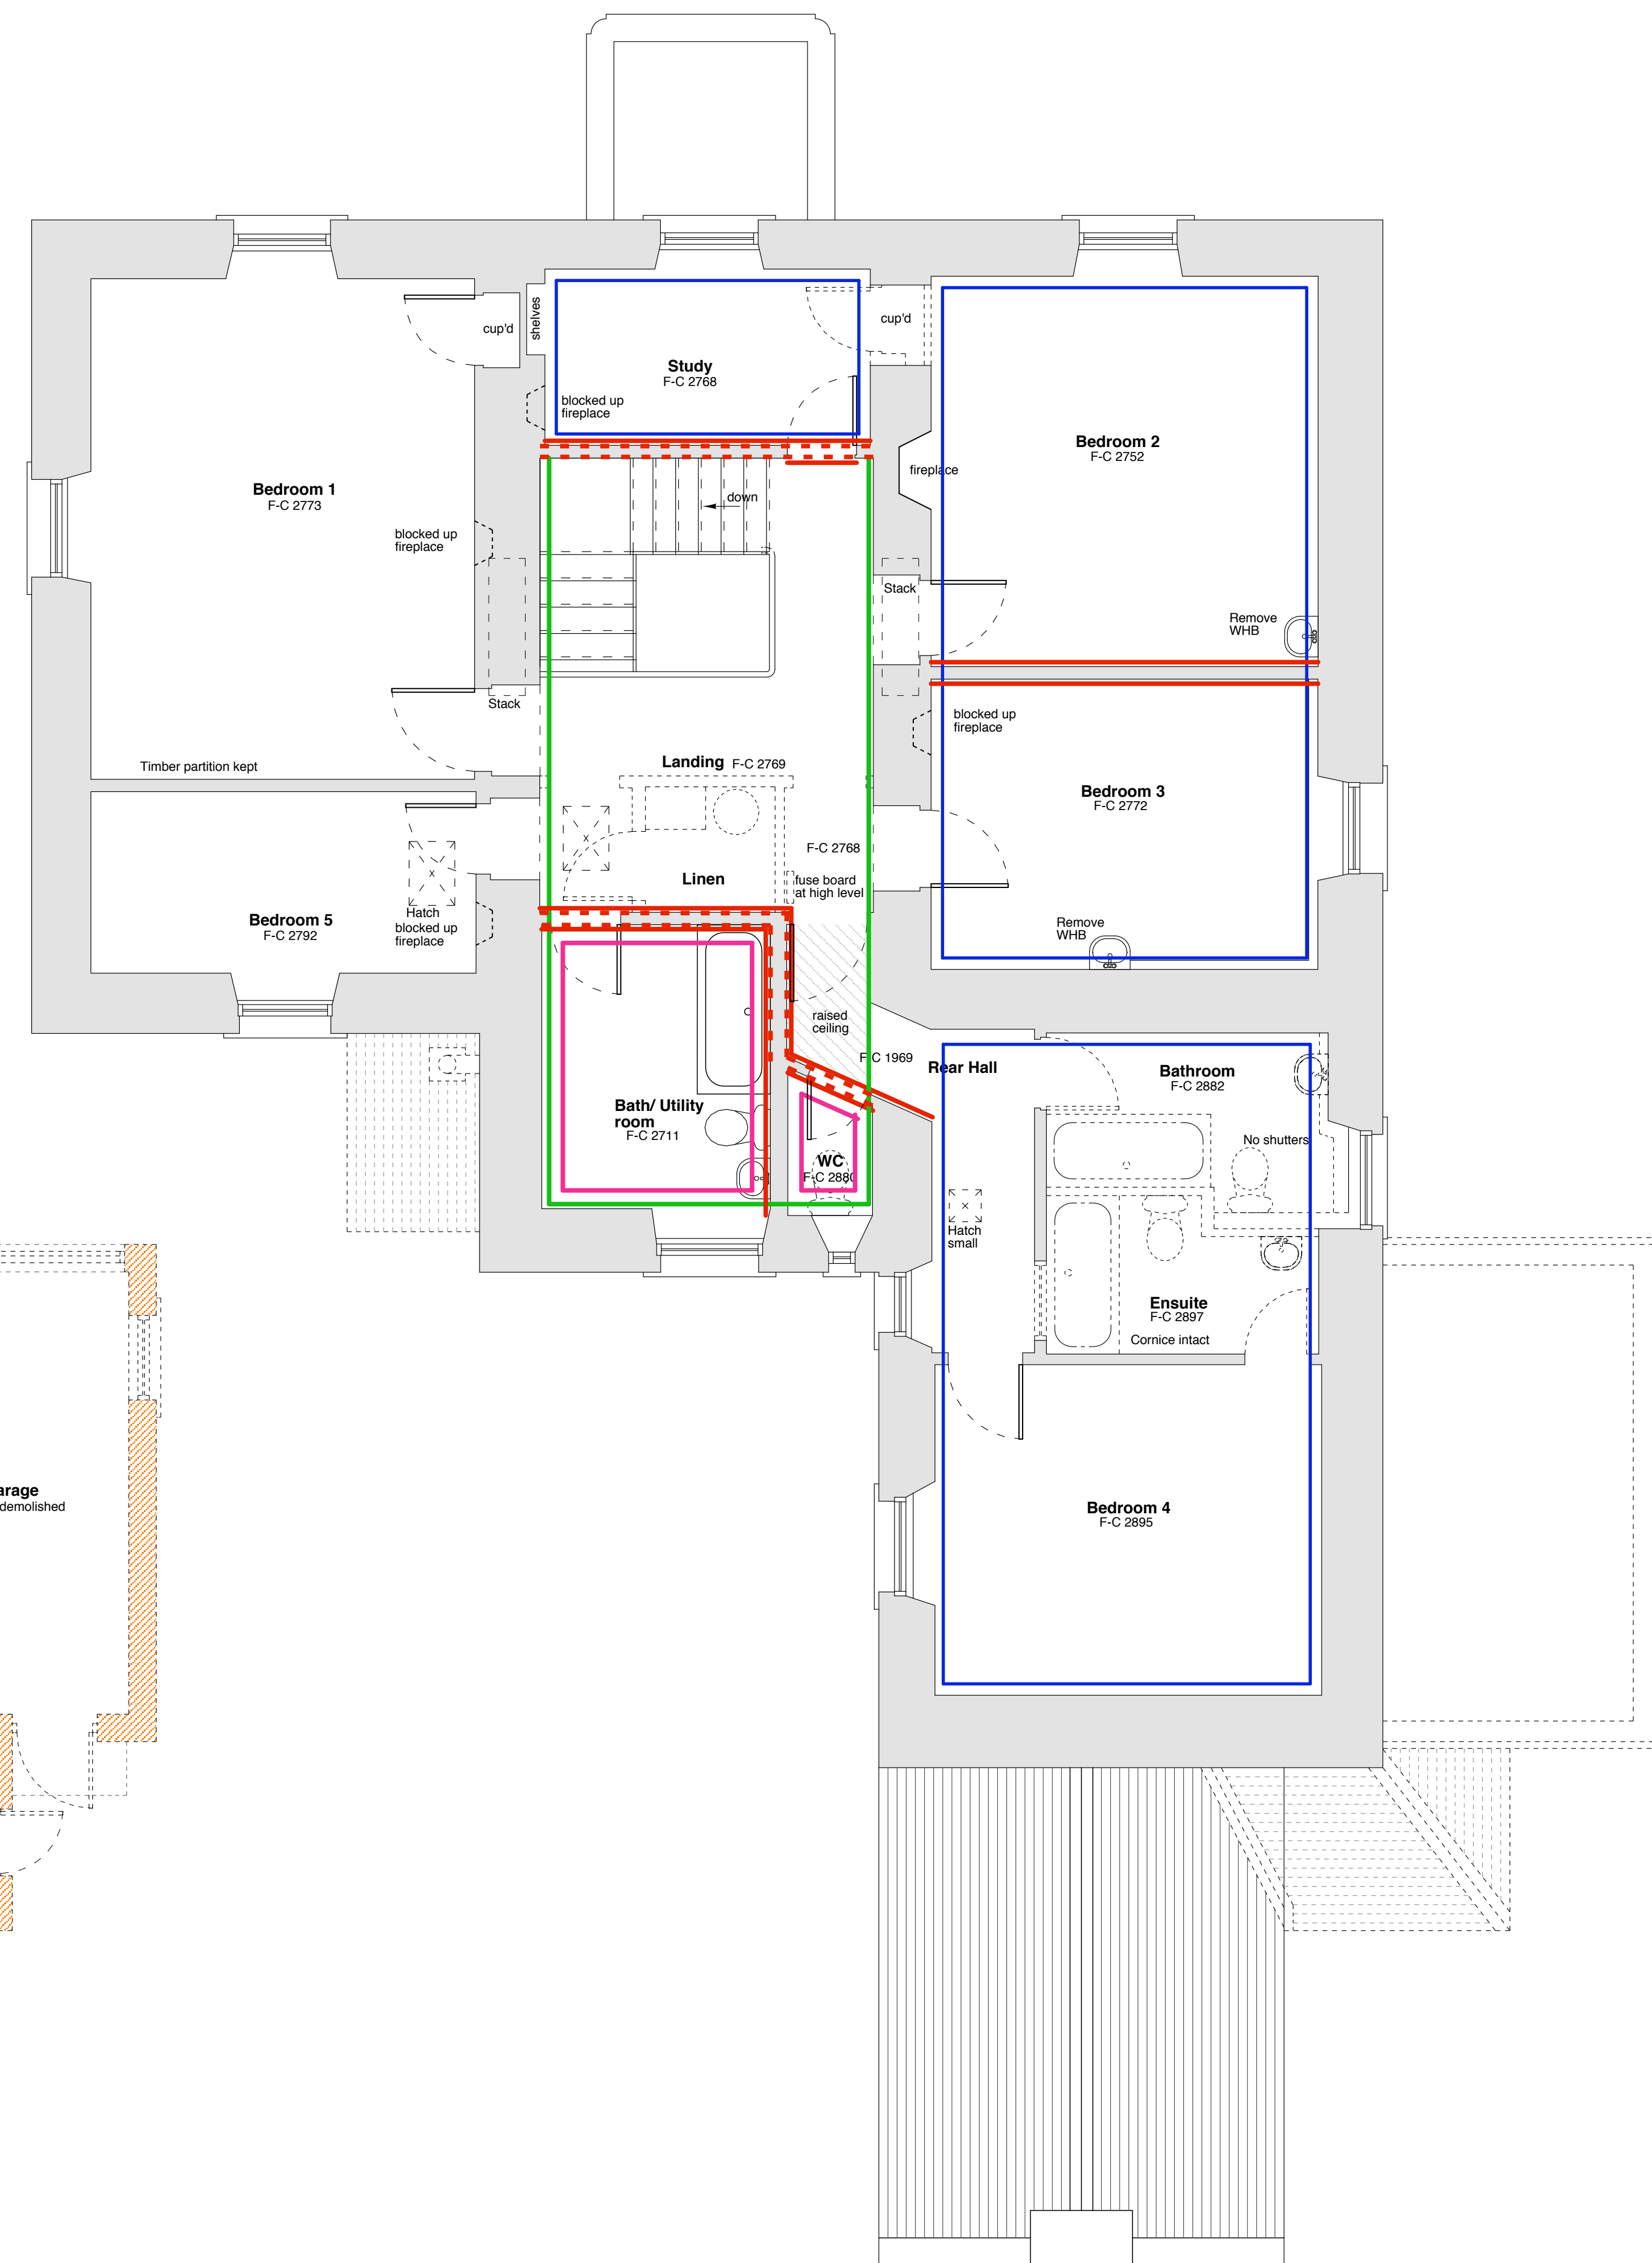 cup'd
shelves
cup'd
Study
F-C 2768
blocked up
fireplace
Bedroom 2
F-C 2752
fireplace
Bedroom 1
F-C 2773
down
blocked up
fireplace
Stack
Remove
WHB
Stack
blocked up
fireplace
Timber partition kept
Landing F-C 2769
Bedroom 3
F-C 2772
F-C 2768
Linen
fuse board
at high level
Hatch
blocked up
fireplace
Bedroom 5
F-C 2792
Remove
WHB
raised
ceiling
F-C 1969
Rear Hall
Bathroom
F-C 2882
Bath/ Utility
room
F-C 2711
No shutters
WC
F-C 2880
Hatch
small
Ensuite
F-C 2897
Cornice intact
arage
demolished
Bedroom 4
F-C 2895